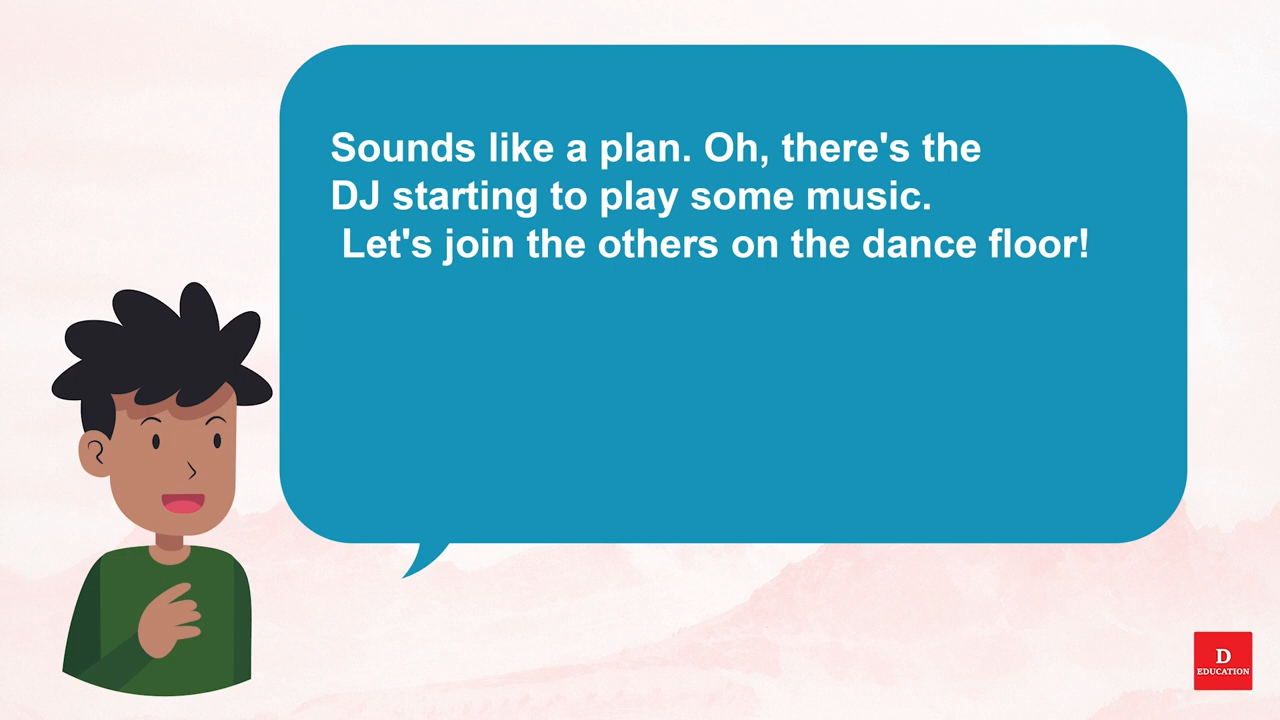 Sounds like a plan. Oh, there's the
DJ starting to play some music.
Let's join the others on the dance floor!
D
EDUCATION